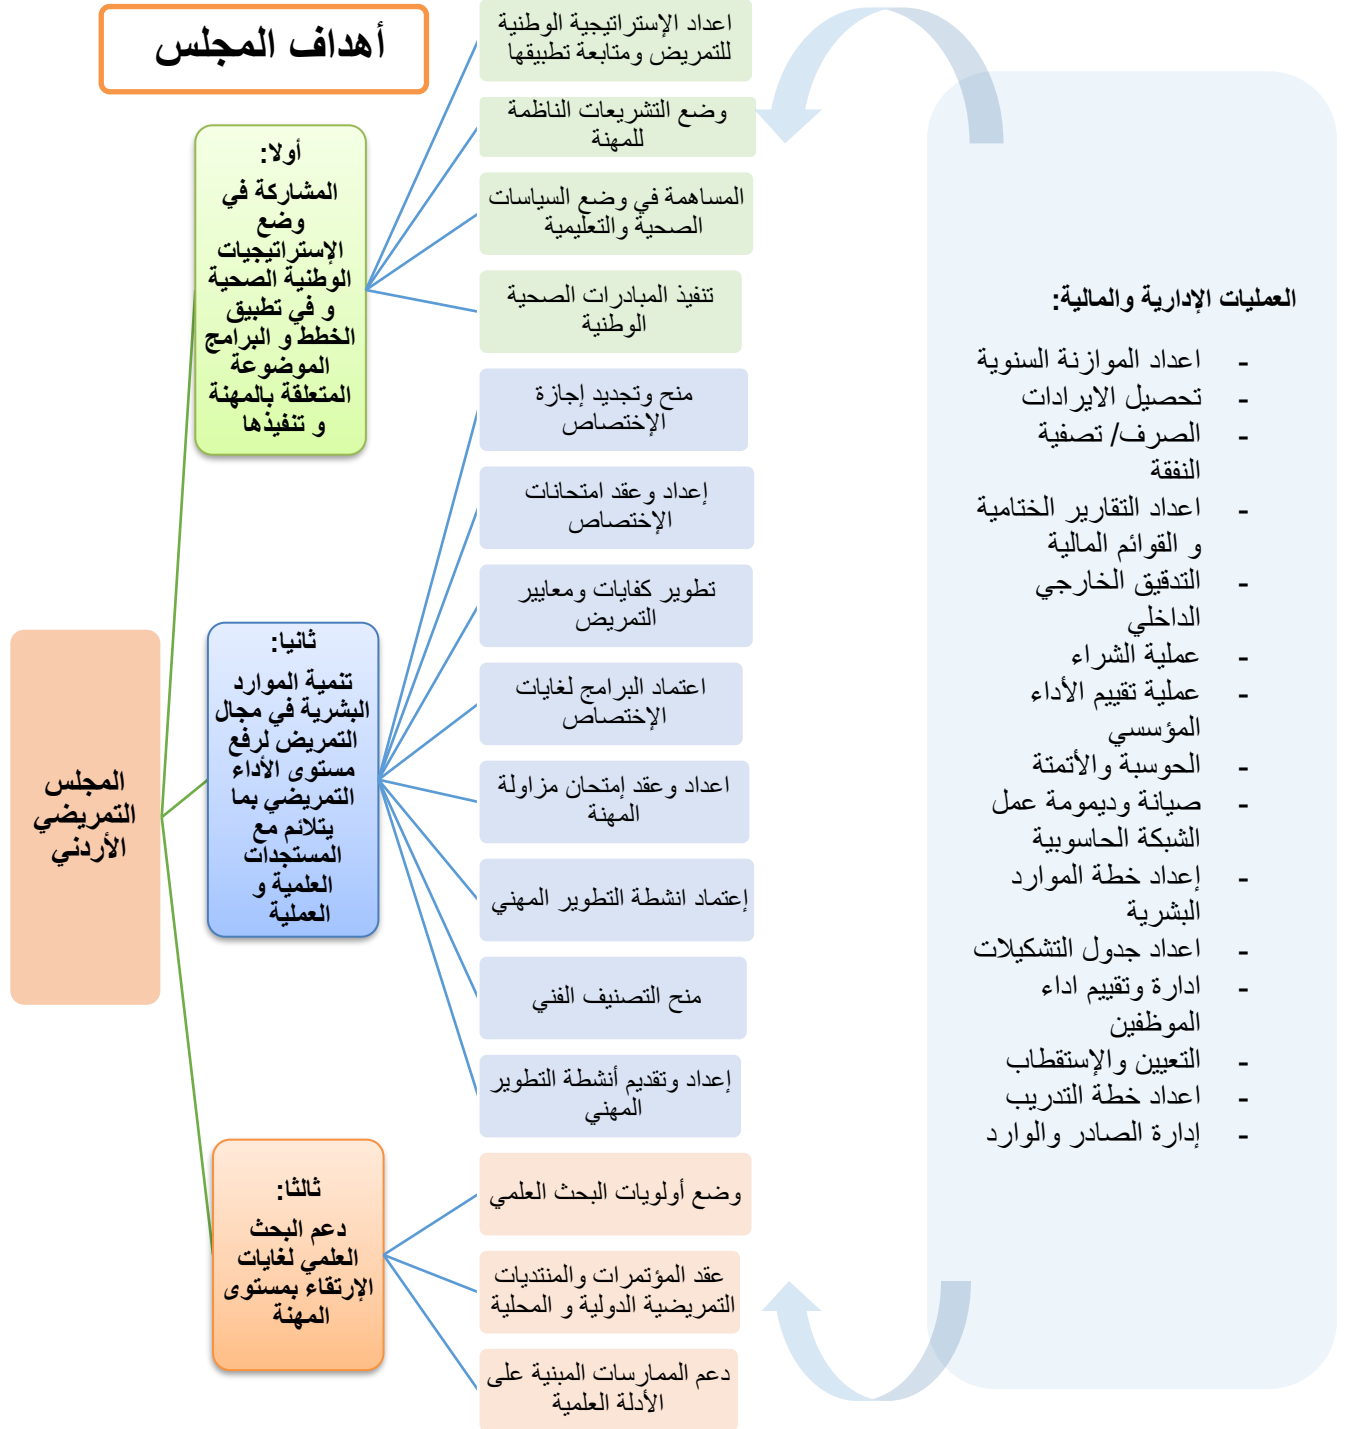 أهداف المجلس
المجلس
التمريضي
الأردني
أولا:
المشاركة في
وضع
الإستراتيجيات
الوطنية الصحية
و في تطبيق
الخطط و البرامج
الموضوعة
المتعلقة بالمهنة
و تنفيذها
اعداد الإستراتيجية الوطنية
للتمريض ومتابعة تطبيقها
وضع التشريعات الناظمة
للمهنة
المساهمة في وضع السياسات
الصحية والتعليمية
تنفيذ المبادرات الصحية
الوطنية
ثانيا:
تنمية الموارد
البشرية في مجال
التمريض لرفع
مستوى الأداء
التمريضي بما
يتلائم مع
المستجدات
العلمية و
العملية
منح وتجديد إجازة
الإختصاص
إعداد وعقد امتحانات
الإختصاص
تطوير كفايات ومعايير
التمريض
اعتماد البرامج لغايات
الإختصاص
اعداد وعقد إمتحان مزاولة
المهنة
إعتماد انشطة التطوير المهني
منح التصنيف الفني
إعداد وتقديم أنشطة التطوير
المهني
ثالثا:
دعم البحث
العلمي لغايات
الإرتقاء بمستوى
المهنة
وضع أولويات البحث العلمي
عقد المؤتمرات والمنتديات
التمريضية الدولية و المحلية
دعم الممارسات المبنية على
الأدلة العلمية
العمليات الإدارية والمالية:
- اعداد الموازنة السنوية
- تحصيل الايرادات
- الصرف/ تصفية
النفقة
- اعداد التقارير الختامية
و القوائم المالية
- التدقيق الخارجي
الداخلي
- عملية الشراء
- عملية تقييم الأداء
المؤسسي
- الحوسبة والأتمتة
- صيانة وديمومة عمل
الشبكة الحاسوبية
- إعداد خطة الموارد
البشرية
- اعداد جدول التشكيلات
- ادارة وتقييم اداء
الموظفين
- التعيين والإستقطاب
- اعداد خطة التدريب
- إدارة الصادر والوارد